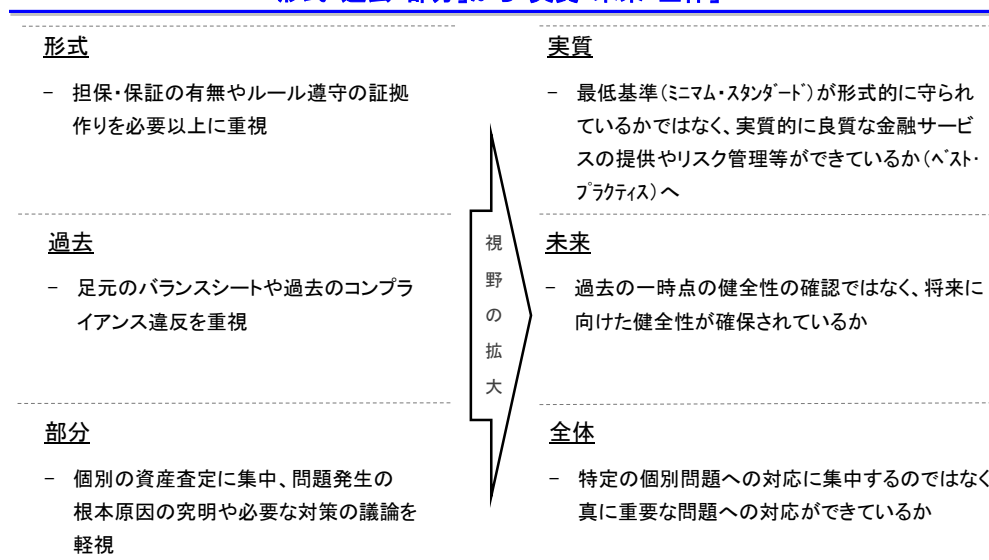 形式
- 担保・保証の有無やルール遵守の証拠
作りを必要以上に重視
実質
- 最低基準(ミニマム・スタンダード)が形式的に守られ
ているかではなく、実質的に良質な金融サービ
スの提供やリスク管理等ができているか(ベスト・
プラクティス)へ
過去
- 足元のバランスシートや過去のコンプラ
イアンス違反を重視
視野の拡大
未来
- 過去の一時点の健全性の確認ではなく、将来に
向けた健全性が確保されているか
部分
- 個別の資産査定に集中、問題発生の
根本原因の究明や必要な対策の議論を
軽視
全体
- 特定の個別問題への対応に集中するのではなく
真に重要な問題への対応ができているか